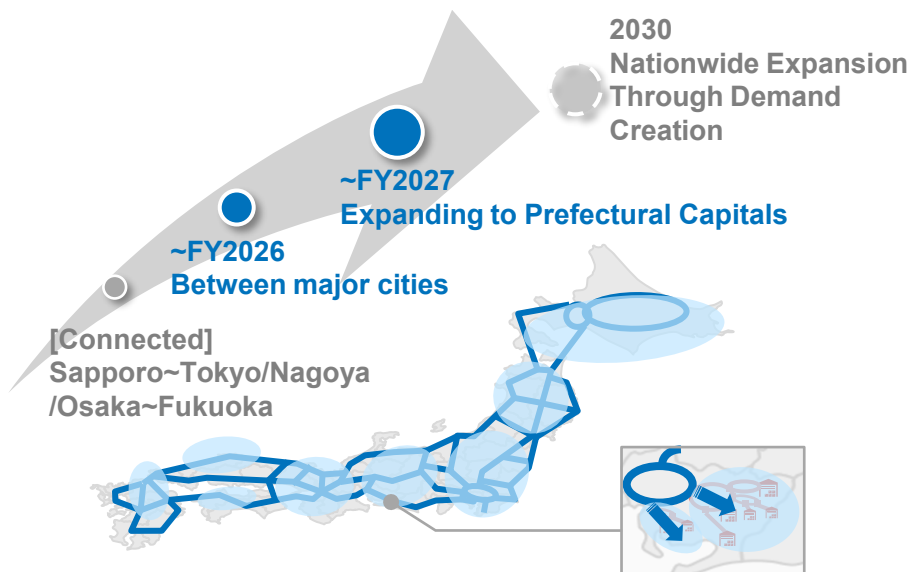 2030
Nationwide Expansion
Through Demand
Creation
~FY2027
Expanding to Prefectural Capitals
~FY2026
Between major cities
[Connected]
Sapporo~Tokyo/Nagoya
/Osaka~Fukuoka